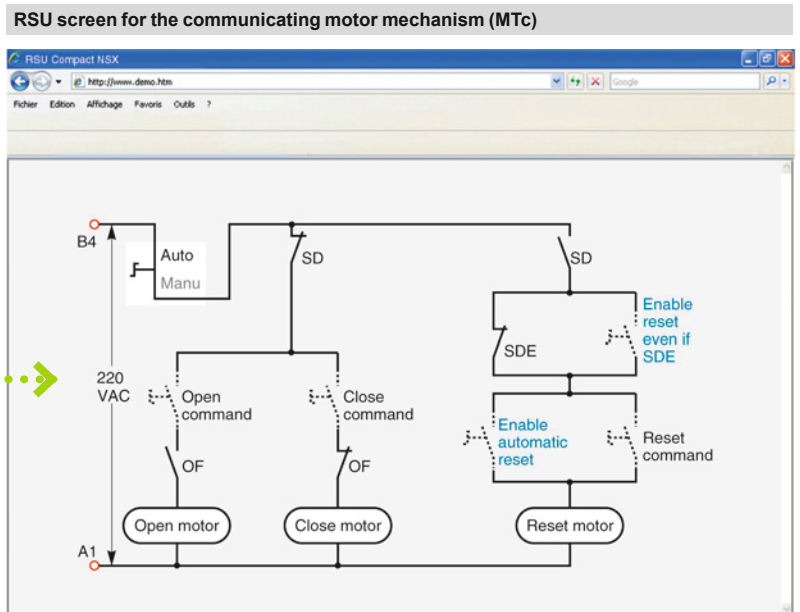 RSU screen for the communicating motor mechanism (MTc)
RSU Compact NSX
http://www.demo.htm
Google
Fichier Edition Affichage Favoris Outils ?
B4
Auto
Manu
SD
SD
Enable
reset
even if
SDE
SDE
220
VAC
Open
command
Close
command
Enable
automatic
reset
Reset
command
OF
OF
Open motor
Close motor
Reset motor
A1